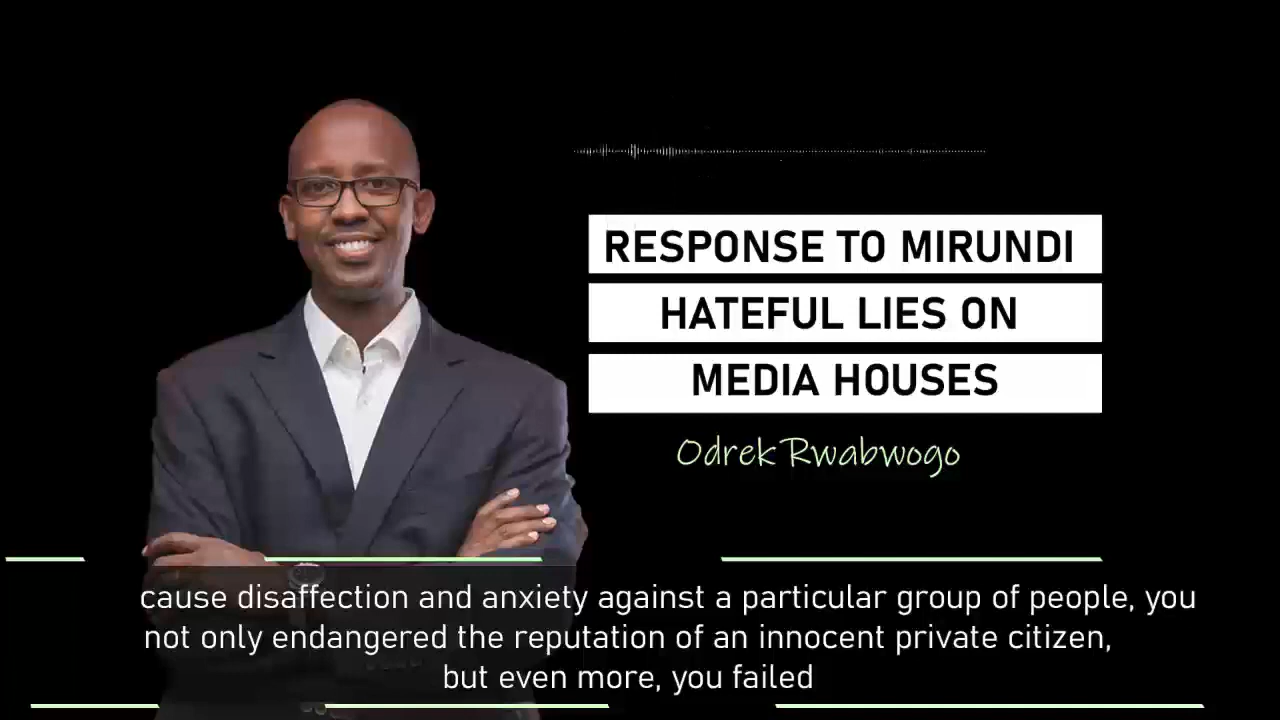 RESPONSE TO MIRUNDI
HATEFUL LIES ON
MEDIA HOUSES
Odrek Rwabwogo
cause disaffection and anxiety against a particular group of people, you
not only endangered the reputation of an innocent private citizen,
but even more, you failed